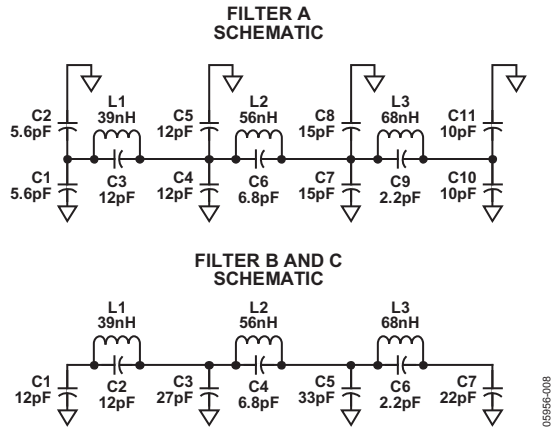 FILTER A
SCHEMATIC
C2
5.6pF
L1
39nH
C5
12pF
L2
56nH
C8
15pF
L3
68nH
C11
10pF
C1
5.6pF
C3
12pF
C4
12pF
C6
6.8pF
C7
15pF
C9
2.2pF
C10
10pF
FILTER B AND C
SCHEMATIC
L1
39nH
L2
56nH
L3
68nH
C1
12pF
C2
12pF
C3
27pF
C4
6.8pF
C5
33pF
C6
2.2pF
C7
22pF
05956-008